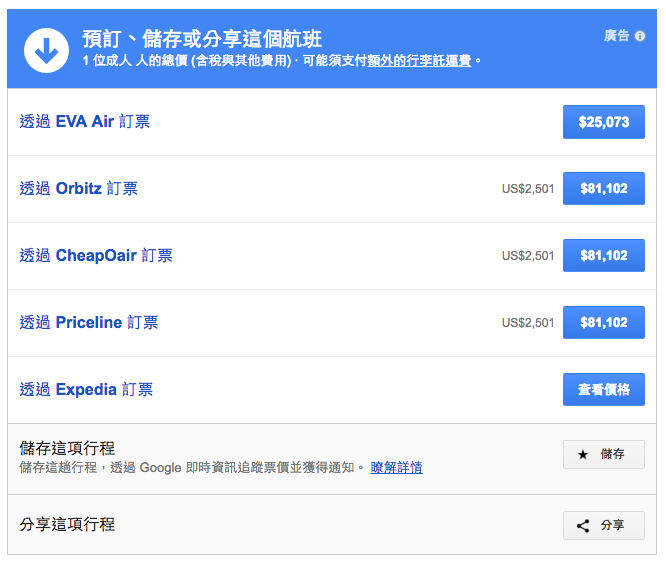 預訂、儲存或分享這個航班
廣告
1 位成人 人的總價 (含稅與其他費用)· 可能須支付額外的行李託運費。
透過 EVA Air 訂票
$25,073
透過 Orbitz 訂票
US$2,501
$81,102
透過 CheapOair 訂票
US$2,501
$81,102
透過 Priceline 訂票
US$2,501
$81,102
透過 Expedia 訂票
查看價格
儲存這項行程
儲存這趟行程，透過 Google 即時資訊追蹤票價並獲得通知。 瞭解詳情
儲存
分享這項行程
分享